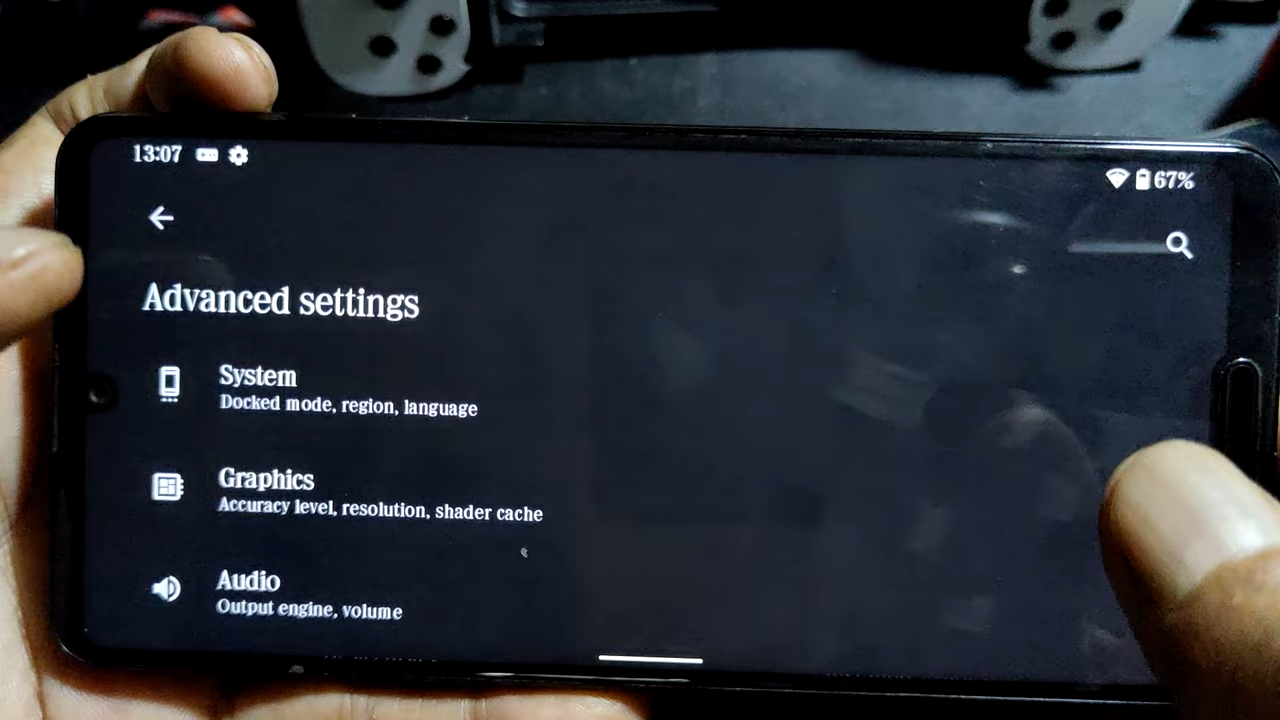 13:07
67%
Advanced settings
System
Docked mode, region, language
Graphics
Accuracy level, resolution, shader cache
Audio
Output engine, volume